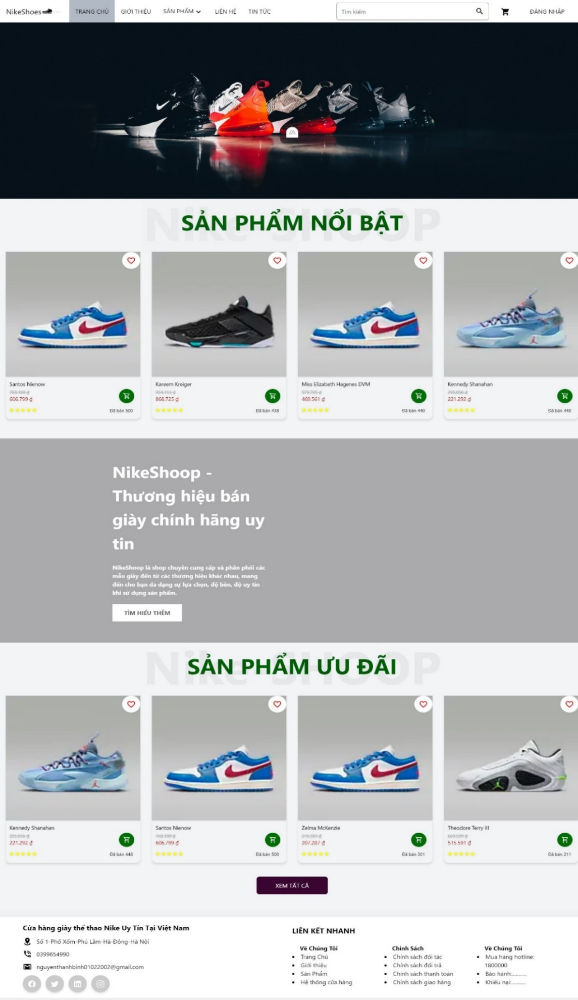 NikeShoes
TRANG CHỦ
GIỚI THIỆU
SẢN PHẨM
LIÊN HỆ
TIN TỨC
Tìm kiếm
ĐĂNG NHẬP
Nike SHOOP
SẢN PHẨM NỔI BẬT
Santos Nienow
768.100 ₫
606.799 ₫
Đã bán 500
Kareem Kreiger
934.113 ₫
868.725 ₫
Đã bán 438
Miss Elizabeth Hagenes DVM
579.705 ₫
469.561 ₫
Đã bán 440
Kennedy Shanahan
295.056 ₫
221.292 ₫
Đã bán 448
NikeShoop -
Thương hiệu bán
giày chính hãng uy
tin
NikeShoop là shop chuyên cung cấp và phân phối các
mẫu giày đến từ các thương hiệu khác nhau, mang
đến cho bạn da dạng sự lựa chọn, độ bền, độ uy tín
khi sử dụng sản phẩm.
TÌM HIỂU THÊM
Nike SHOOP
SẢN PHẨM ƯU ĐÃI
Kennedy Shanahan
295.056 ₫
221.292 ₫
Đã bán 448
Santos Nienow
768.100 ₫
606.799 ₫
Đã bán 500
Zelma McKenzie
276.383 ₫
207.287 ₫
Đã bán 301
Theodore Terry III
515.591 ₫
Đã bán 211
XEM TẤT CẢ
Cửa hàng giày thể thao Nike Uy Tín Tại Việt Nam
Số 1-Phố Xốm-Phú Lãm-Hà-Đông-Hà Nội
0399654990
nguyenthanhbinh01022002@gmail.com
LIÊN KẾT NHANH
Về Chúng Tôi
Trang Chủ
Giới thiệu
Sản Phẩm
Hệ thống cửa hàng
Chính Sách
Chính sách đối tác
Chính sách đổi trả
Chính sách thanh toán
Chính sách giao hàng
Về Chúng Tôi
Mua hàng hotline:
1800000
Bảo hành:...........
Khiếu nại:...........